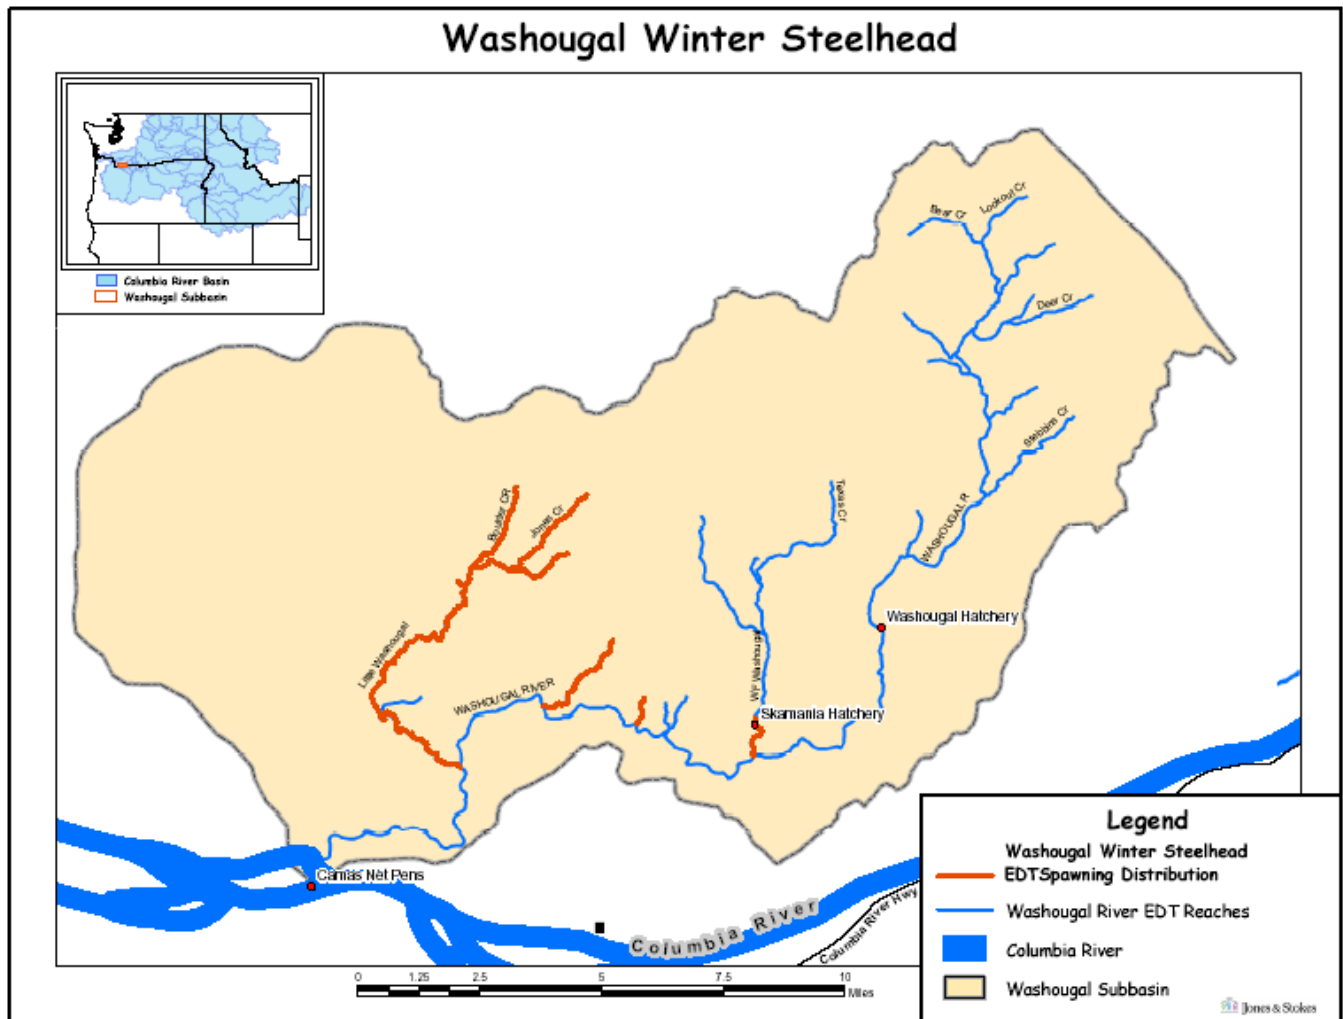 Washougal Winter Steelhead
Columbia River Basin
Washougal Subbasin
Bear Cr
Lookout Cr
Deer Cr
Stebbins Cr
Texas Cr
Boulder CR
Jones Cr
WASHOUGAL R
Washougal Hatchery
Little Washougal
WF Washougal
WASHOUGAL RIVER
Skamania Hatchery
Camas Net Pens
Columbia River
Columbia River Hwy
Legend
Washougal Winter Steelhead
EDTSpawning Distribution
Washougal River EDT Reaches
Columbia River
Washougal Subbasin
0 1.25 2.5 5 7.5 10
Miles
Jones & Stokes